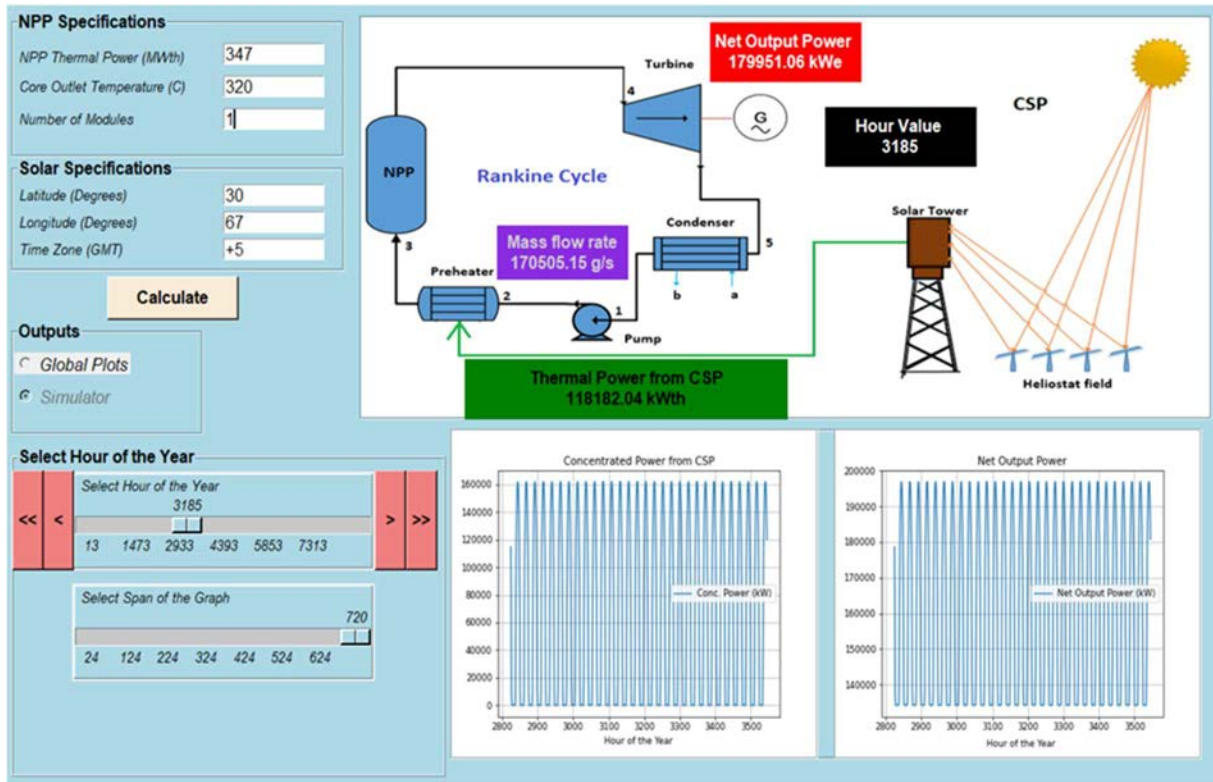 NPP Specifications
NPP Thermal Power (MWth) 347
Core Outlet Temperature (C) 320
Number of Modules 1
Solar Specifications
Latitude (Degrees) 30
Longitude (Degrees) 67
Time Zone (GMT) +5
Calculate
Outputs
Global Plots
Simulator
Net Output Power
179951.06 kWe
Turbine
4
G
CSP
Hour Value
3185
NPP
Rankine Cycle
Solar Tower
Condenser
3
Mass flow rate
170505.15 g/s
5
Preheater
b
a
2
1
Pump
Thermal Power from CSP
118182.04 kWth
Heliostat field
Select Hour of the Year
Select Hour of the Year
3185
<<
<
>
>>
13 1473 2933 4393 5853 7313
Select Span of the Graph
720
24 124 224 324 424 524 624
Concentrated Power from CSP
160000
140000
120000
100000
80000
60000
40000
20000
0
Conc. Power (kW)
2800 2900 3000 3100 3200 3300 3400 3500
Hour of the Year
Net Output Power
200000
190000
180000
170000
160000
150000
140000
Net Output Power (kW)
2800 2900 3000 3100 3200 3300 3400 3500
Hour of the Year